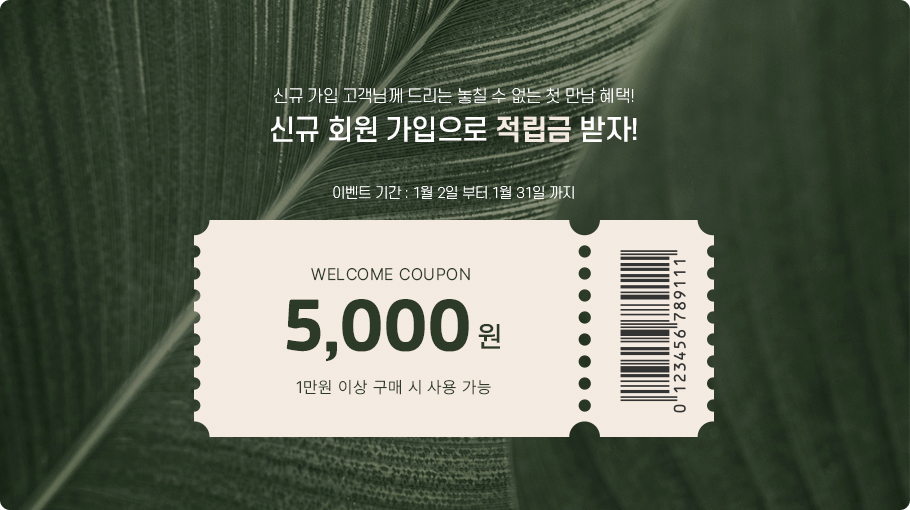 신규 가입 고객님께 드리는 놓칠 수 없는 첫 만남 혜택!
신규 회원 가입으로 적립금 받자!
이벤트 기간 : 1월 2일 부터 1월 31일 까지
WELCOME COUPON
5,000 원
1만원 이상 구매 시 사용 가능
0 123456 789111